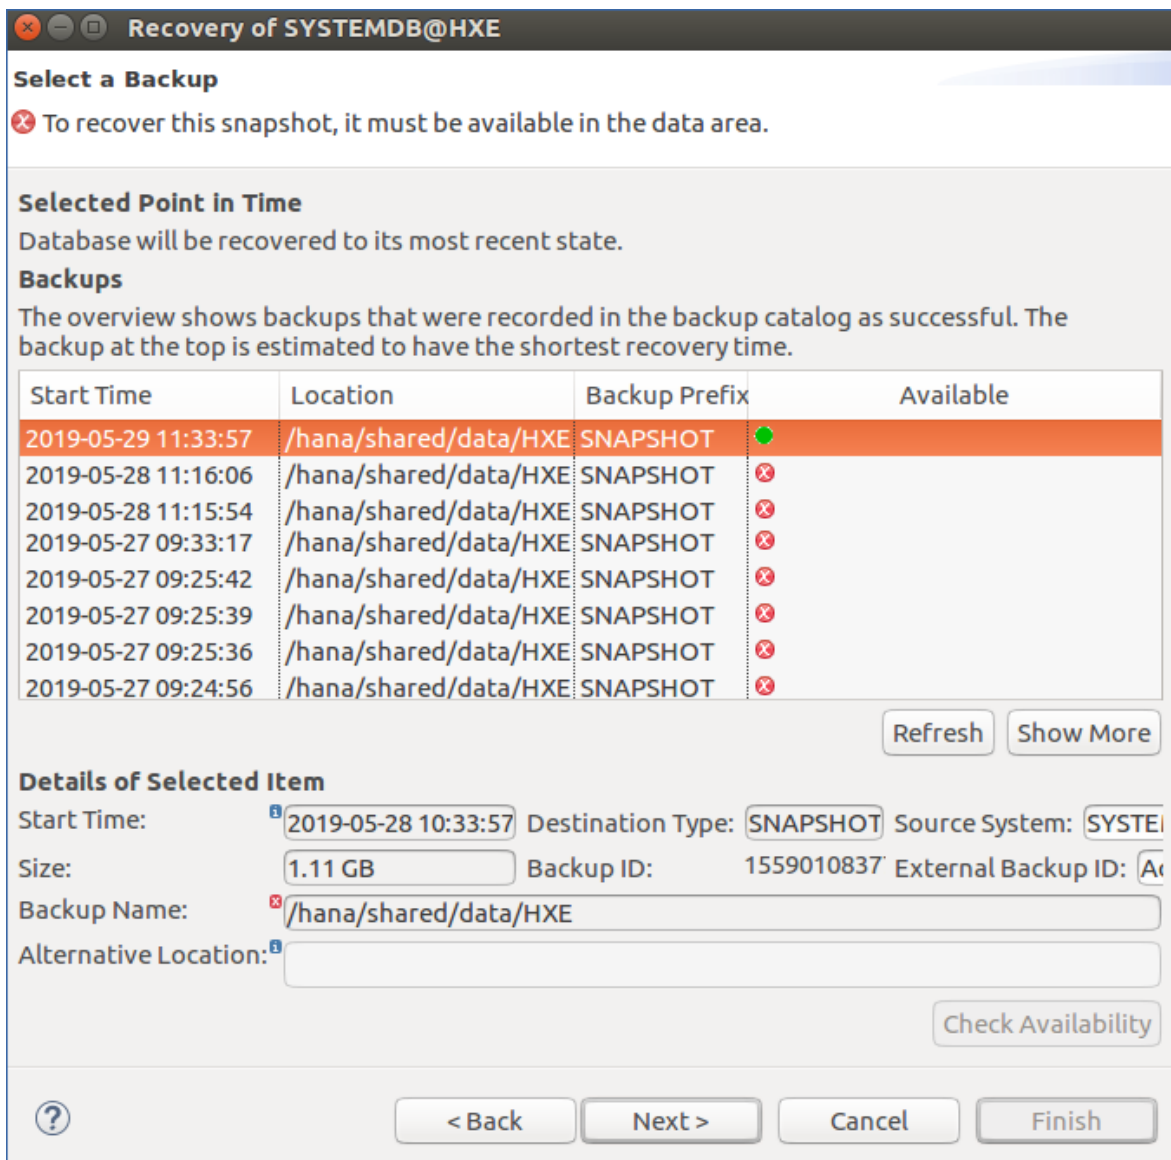 Recovery of SYSTEMDB@HXE
Select a Backup
To recover this snapshot, it must be available in the data area.
Selected Point in Time
Database will be recovered to its most recent state.
Backups
The overview shows backups that were recorded in the backup catalog as successful. The
backup at the top is estimated to have the shortest recovery time.
Start Time Location Backup Prefix Available
2019-05-29 11:33:57 /hana/shared/data/HXE SNAPSHOT
2019-05-28 11:16:06 /hana/shared/data/HXE SNAPSHOT
2019-05-28 11:15:54 /hana/shared/data/HXE SNAPSHOT
2019-05-27 09:33:17 /hana/shared/data/HXE SNAPSHOT
2019-05-27 09:25:42 /hana/shared/data/HXE SNAPSHOT
2019-05-27 09:25:39 /hana/shared/data/HXE SNAPSHOT
2019-05-27 09:25:36 /hana/shared/data/HXE SNAPSHOT
2019-05-27 09:24:56 /hana/shared/data/HXE SNAPSHOT
Refresh Show More
Details of Selected Item
Start Time: 2019-05-28 10:33:57 Destination Type: SNAPSHOT Source System: SYSTE
Size: 1.11 GB Backup ID: 1559010837 External Backup ID:
Backup Name: /hana/shared/data/HXE
Alternative Location:
Check Availability
? < Back Next > Cancel Finish